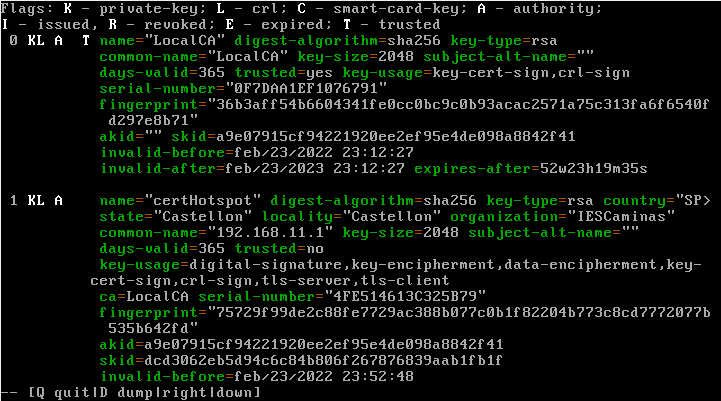 Flags: K - private-key; L - crl; C - smart-card-key; A - authority;
I - issued, R - revoked; E - expired; T - trusted
0 KL A T name="LocalCA" digest-algorithm=sha256 key-type=rsa
common-name="LocalCA" key-size=2048 subject-alt-name=""
days-valid=365 trusted=yes key-usage=key-cert-sign,crl-sign
serial-number="0F7DAA1EF1076791"
fingerprint="36b3aff54b6604341fe0cc0bc9c0b93acac2571a75c313fa6f6540f
d297e8b71"
akid="" skid=a9e07915cf94221920ee2ef95e4de098a8842f41
invalid-before=feb/23/2022 23:12:27
invalid-after=feb/23/2023 23:12:27 expires-after=52w23h19m35s
1 KL A name="certHotspot" digest-algorithm=sha256 key-type=rsa country="SP>
state="Castellon" locality="Castellon" organization="IESCaminas"
common-name="192.168.11.1" key-size=2048 subject-alt-name=""
days-valid=365 trusted=no
key-usage=digital-signature,key-encipherment,data-encipherment,key-
cert-sign,crl-sign,tls-server,tls-client
ca=LocalCA serial-number="4FE514613C325B79"
fingerprint="75729f99de2c88fe7729ac388b077c0b1f82204b773c8cd7772077b
535b642fd"
akid=a9e07915cf94221920ee2ef95e4de098a8842f41
skid=dcd3062eb5d94c6c84b806f267876839aab1fb1f
invalid-before=feb/23/2022 23:52:48
-- [Q quit|D dump|right|down]